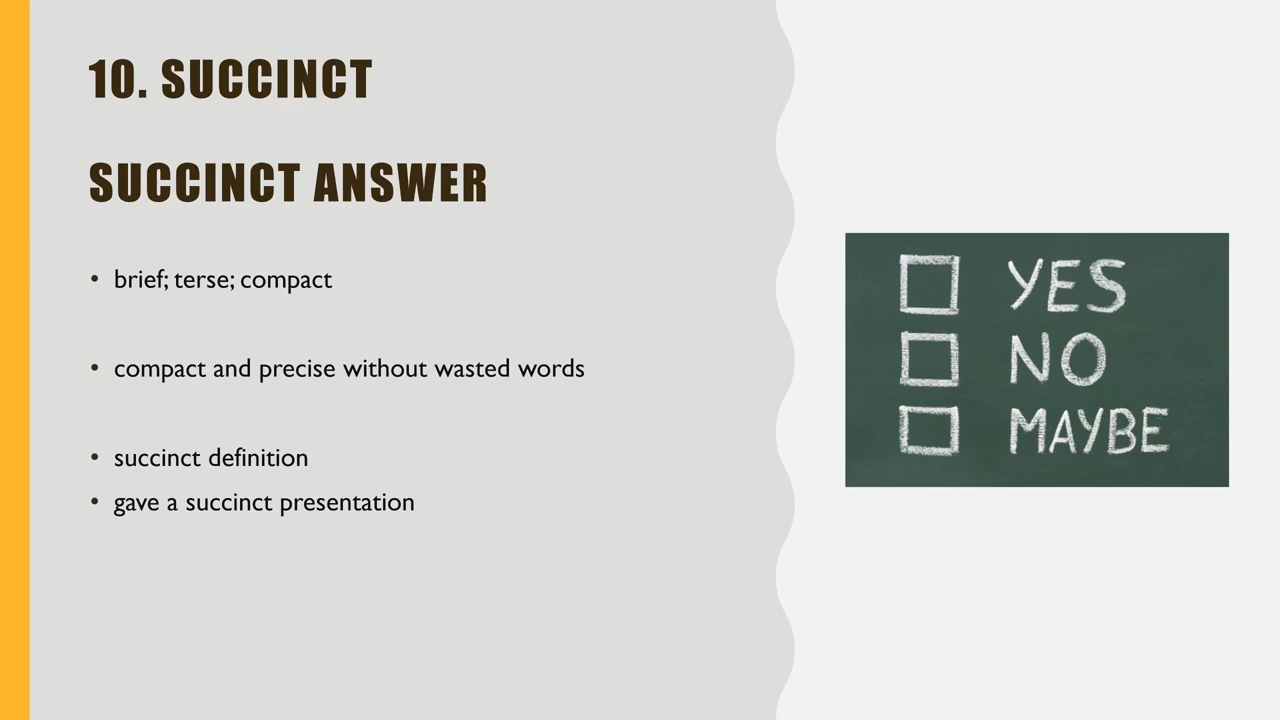 10. SUCCINCT
SUCCINCT ANSWER
• brief; terse; compact
• compact and precise without wasted words
• succinct definition
• gave a succinct presentation
YES
NO
MAYBE